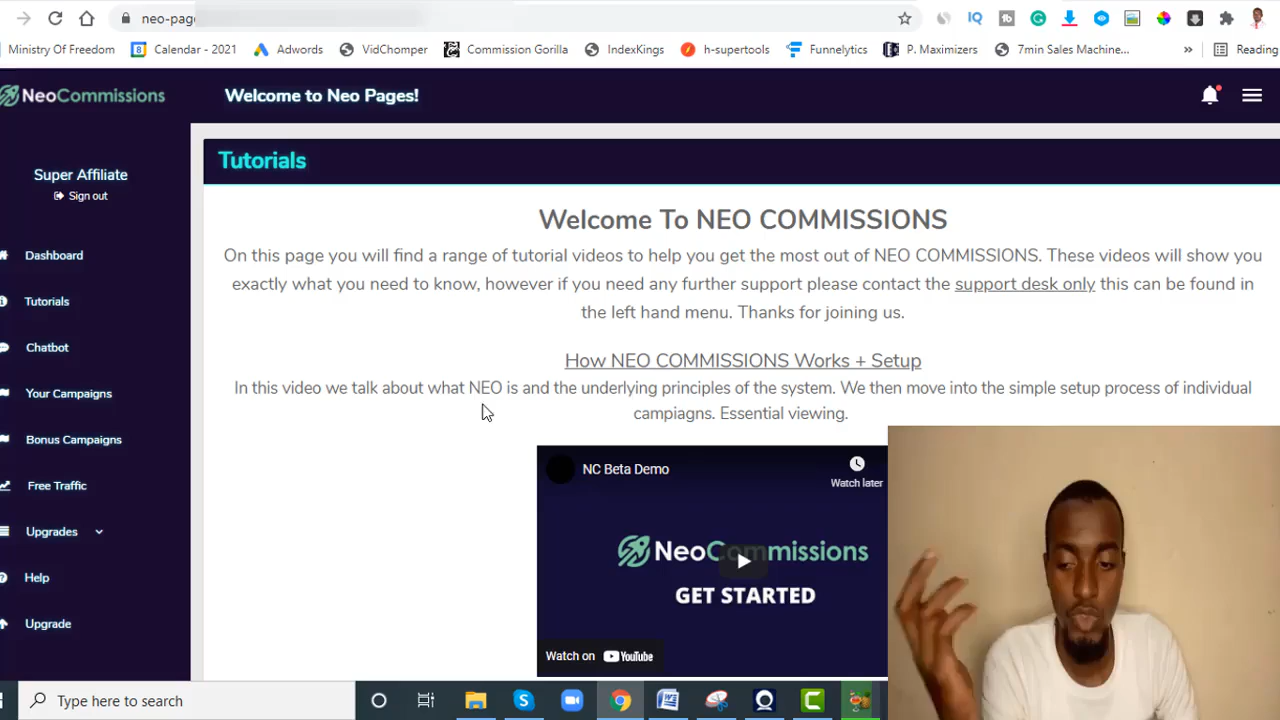 neo-page
Ministry Of Freedom
Calendar - 2021
Adwords
VidChomper
Commission Gorilla
IndexKings
h-supertools
Funnelytics
P. Maximizers
7min Sales Machine...
»
Reading
NeoCommissions
Welcome to Neo Pages!
Super Affiliate
Sign out
Dashboard
Tutorials
Chatbot
Your Campaigns
Bonus Campaigns
Free Traffic
Upgrades
Help
Upgrade
Tutorials
Welcome To NEO COMMISSIONS
On this page you will find a range of tutorial videos to help you get the most out of NEO COMMISSIONS. These videos will show you
exactly what you need to know, however if you need any further support please contact the support desk only this can be found in
the left hand menu. Thanks for joining us.
How NEO COMMISSIONS Works + Setup
In this video we talk about what NEO is and the underlying principles of the system. We then move into the simple setup process of individual
campiagns. Essential viewing.
NC Beta Demo
Watch later
NeoCommissions
GET STARTED
Watch on YouTube
Type here to search